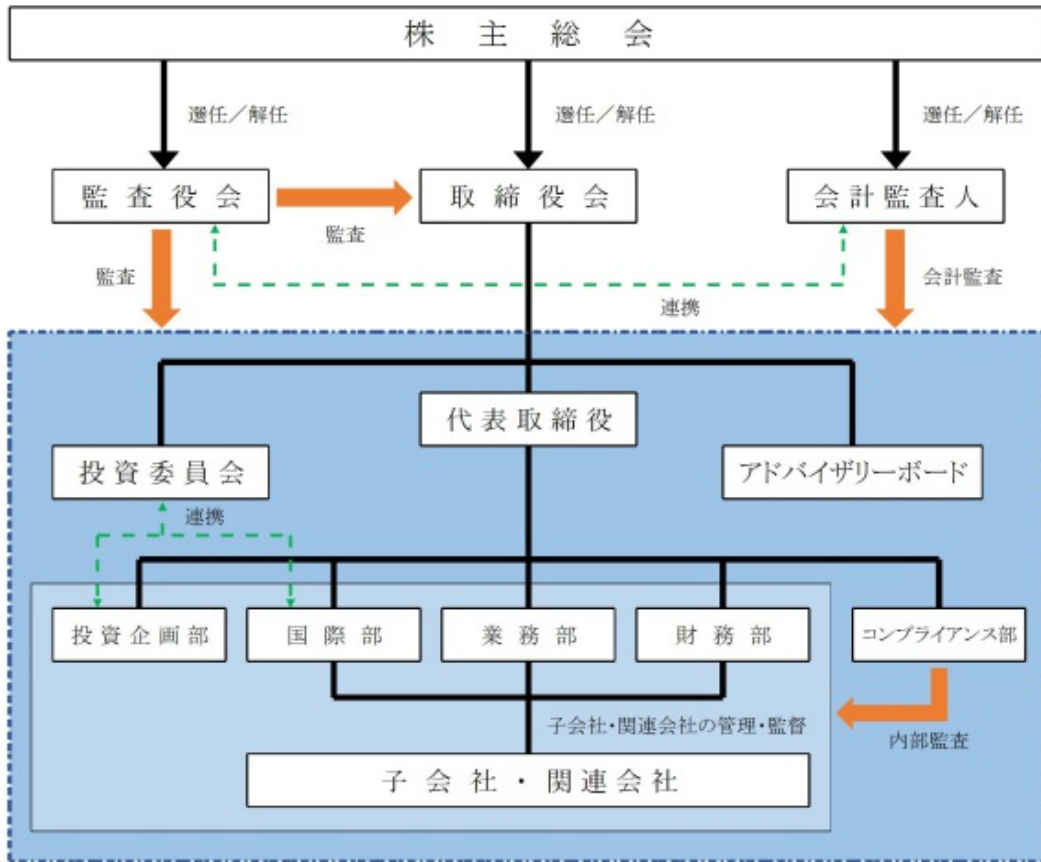 株主総会
選任／解任
選任／解任
選任／解任
監査役会
取締役会
会計監査人
監査
監査
会計監査
連携
代表取締役
投資委員会
アドバイザリーボード
連携
投資企画部
国際部
業務部
財務部
コンプライアンス部
子会社・関連会社の管理・監督
内部監査
子会社・関連会社